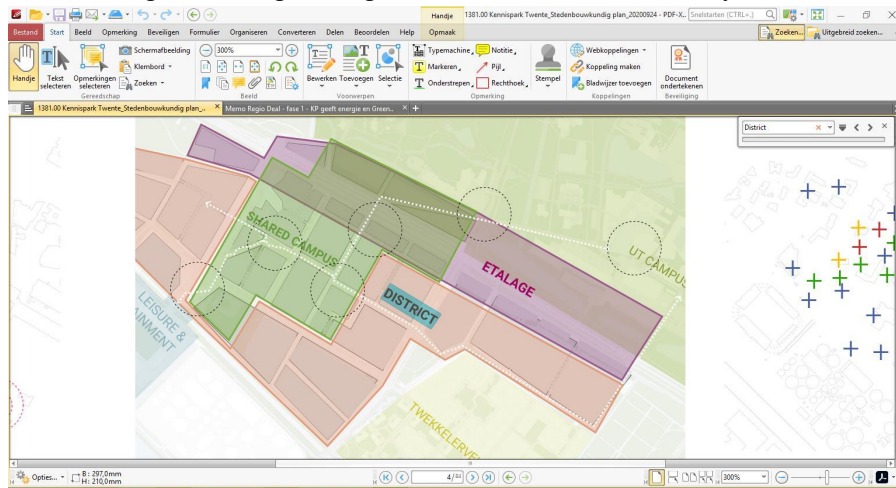 Handje
1381.00 Kennispark Twente_Stedenbouwkundig plan_20200924 - PDF-X...
Snelstarten (CTRL+.)
Bestand Start Beeld Opmerking Beveiligen Formulier Organiseren Converteren Delen Beoordelen Help Opmaak
Zoeken... Uitgebreid zoeken...
Handje
Tekst selecteren
Opmerkingen selecteren
Schermafbeelding
Klembord
Zoeken
Gereedschap
300%
Beeld
Bewerken Toevoegen Selectie
Voorwerpen
Typemachine Notitie
Markeren Pijl
Onderstrepen Rechthoek
Stempel
Opmerking
Webkoppelingen
Koppeling maken
Bladwijzer toevoegen
Koppelingen
Document ondertekenen
Beveiliging
1381.00 Kennispark Twente_Stedenbouwkundig plan_...
Memo Regio Deal - fase 1 - KP geeft energie en Green...
District
SHARED CAMPUS
UT CAMPUS
ETALAGE
DISTRICT
LEISURE &
AINMENT
TWEKKELERVE
Opties...
B : 297,0mm
H : 210,0mm
4/
300%